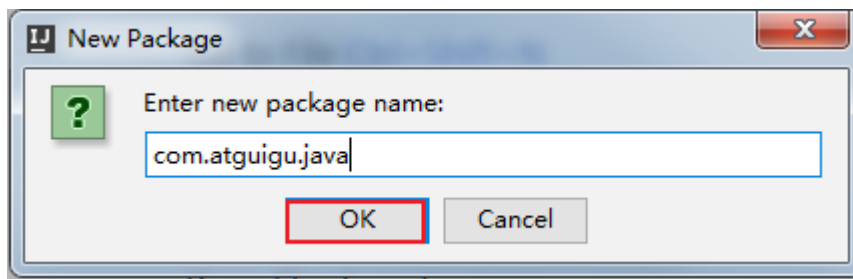 New Package
Enter new package name:
com.atguigu.java
OK
Cancel